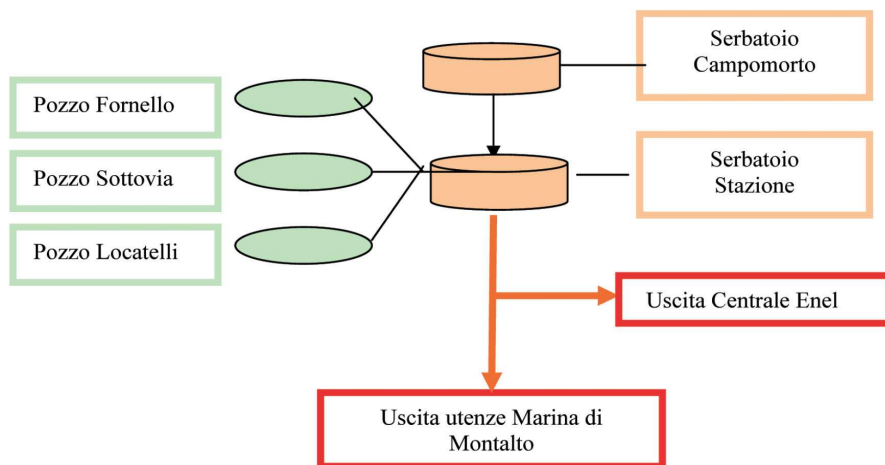 Serbatoio
Campomorto
Pozzo Fornello
Pozzo Sottovia
Serbatoio
Stazione
Pozzo Locatelli
Uscita Centrale Enel
Uscita utenze Marina di
Montalto